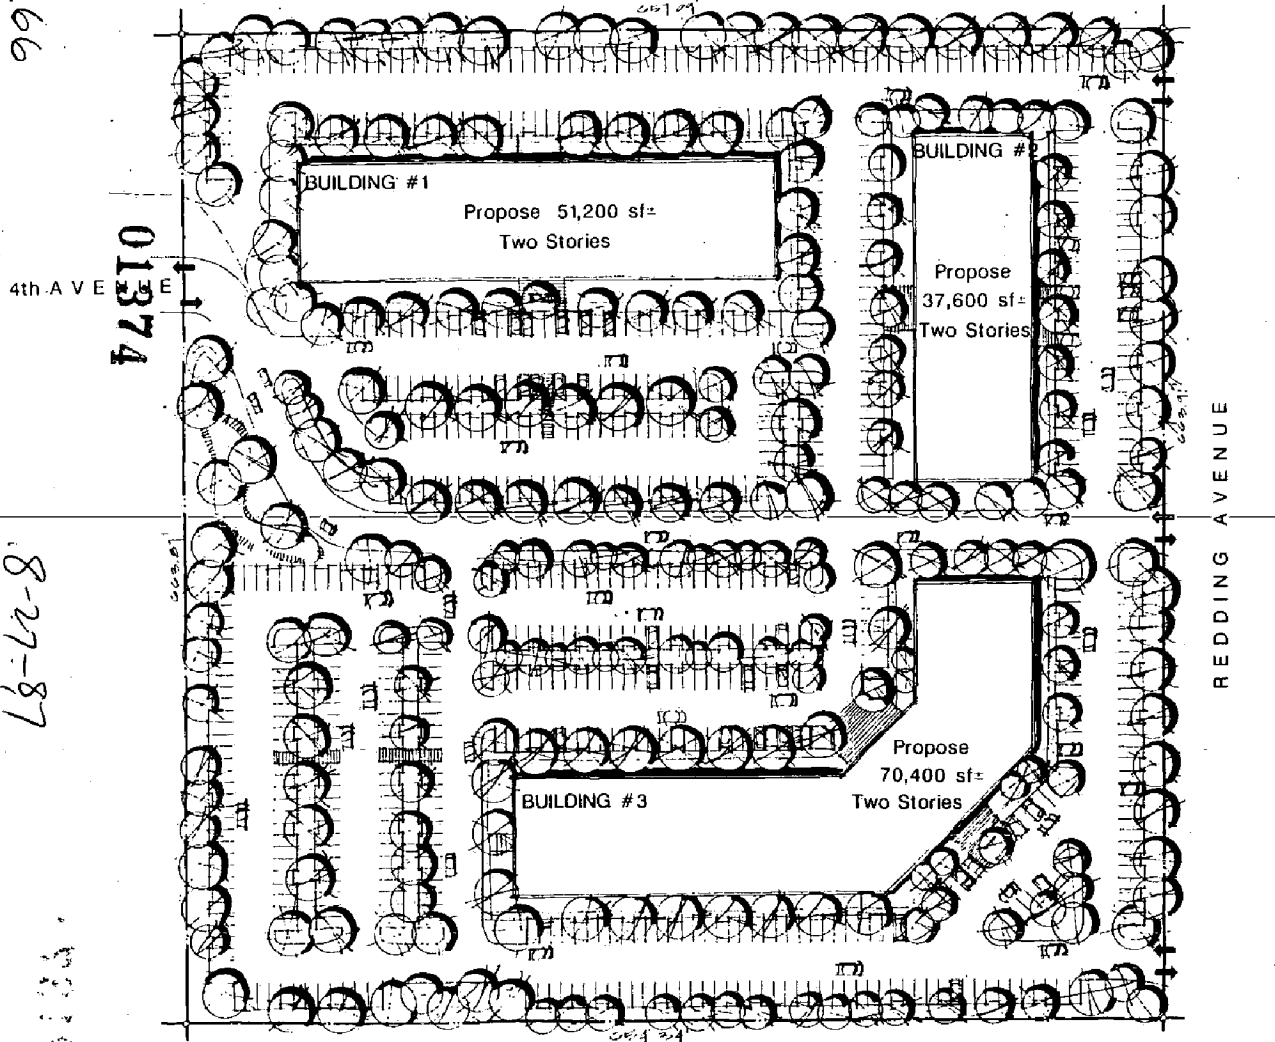 66
BUILDING #1
Propose 51,200 sf±
Two Stories
BUILDING #2
Propose
37,600 sf±
Two Stories
01374
4th AVENUE
REDDING AVENUE
8-27-87
Propose
70,400 sf±
Two Stories
BUILDING #3